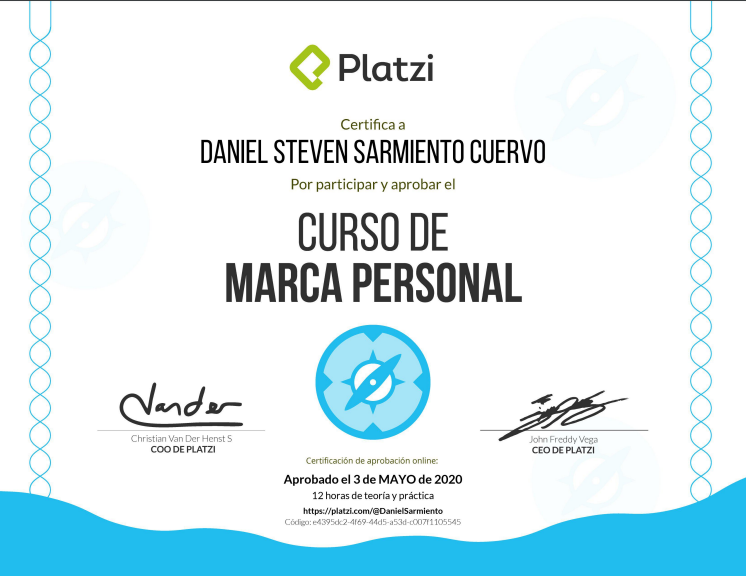 Platzi
Certifica a
DANIEL STEVEN SARMIENTO CUERVO
Por participar y aprobar el
CURSO DE
MARCA PERSONAL
Vander
Christian Van Der Henst S
COO DE PLATZI
John Freddy Vega
CEO DE PLATZI
Certificación de aprobación online:
Aprobado el 3 de MAYO de 2020
12 horas de teoría y práctica
https://platzi.com/@DanielSarmiento
Código: e4395dc2-4f69-44d5-a53d-c007f1105545